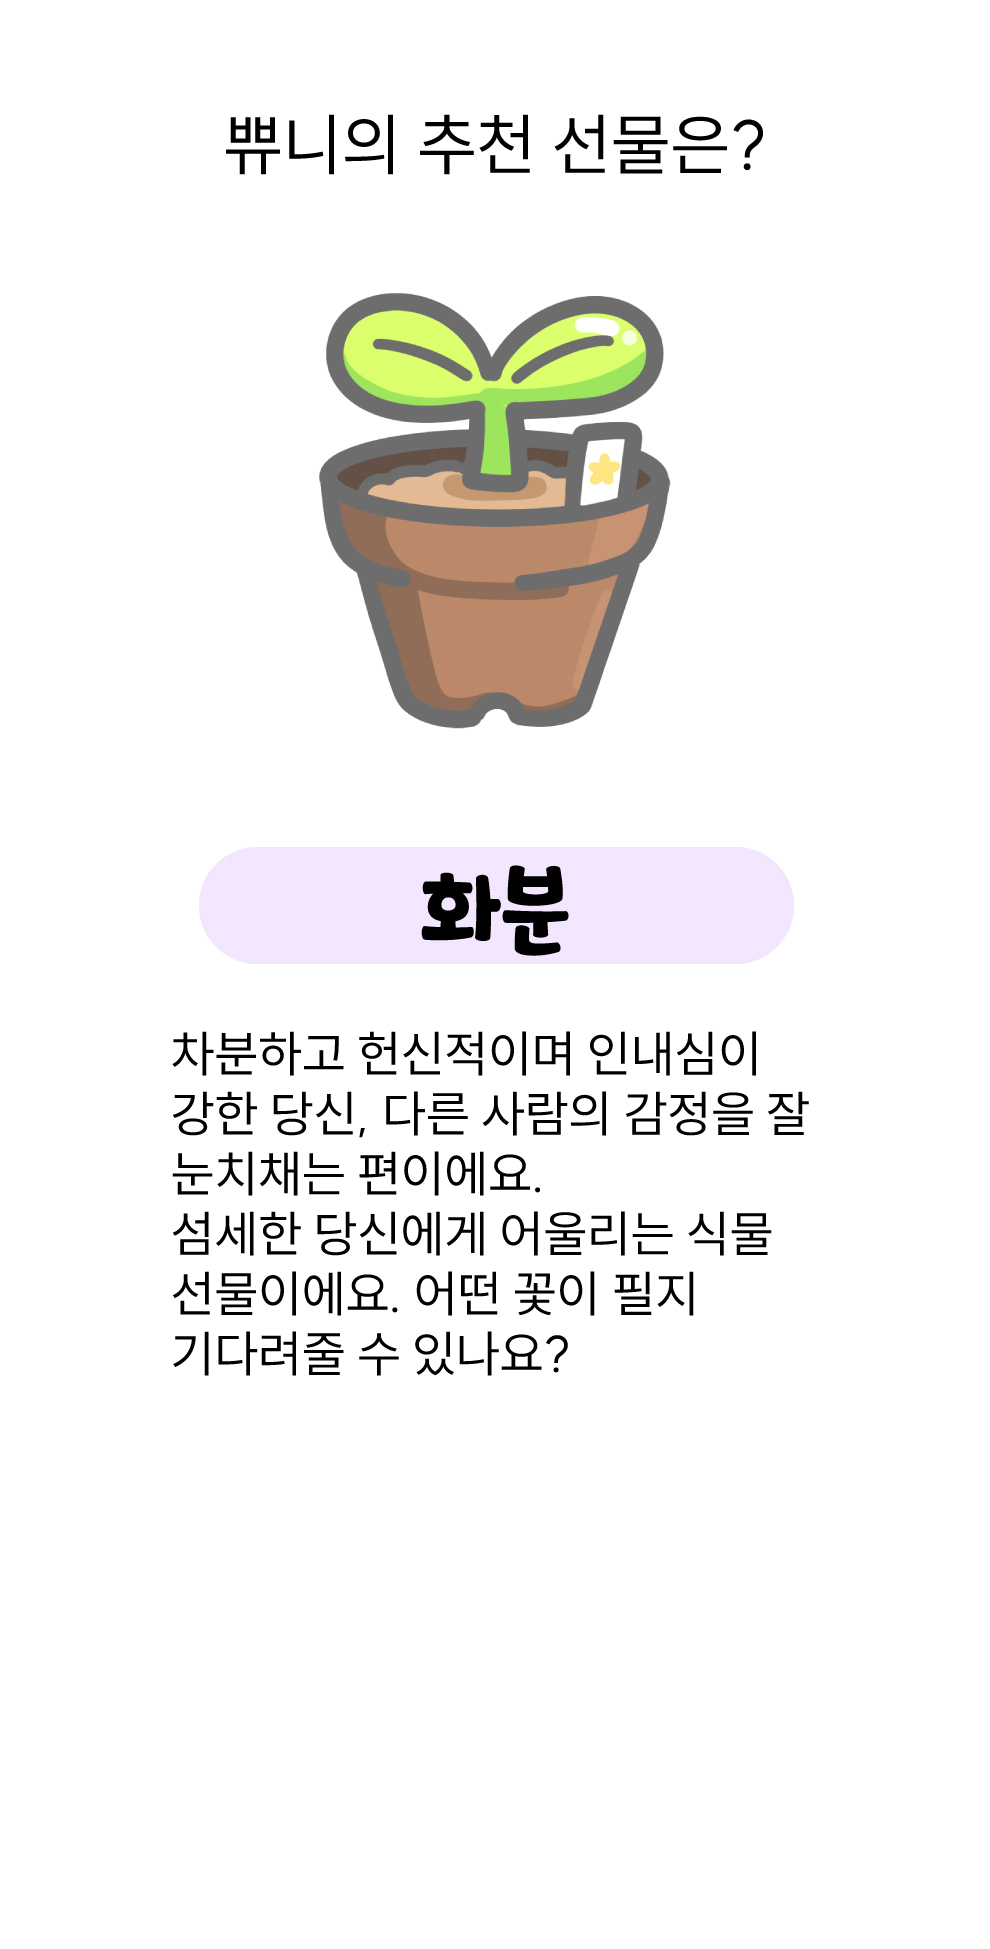 쀼니의 추천 선물은?
화분
차분하고 헌신적이며 인내심이
강한 당신, 다른 사람의 감정을 잘
눈치채는 편이에요.
섬세한 당신에게 어울리는 식물
선물이에요. 어떤 꽃이 필지
기다려줄 수 있나요?